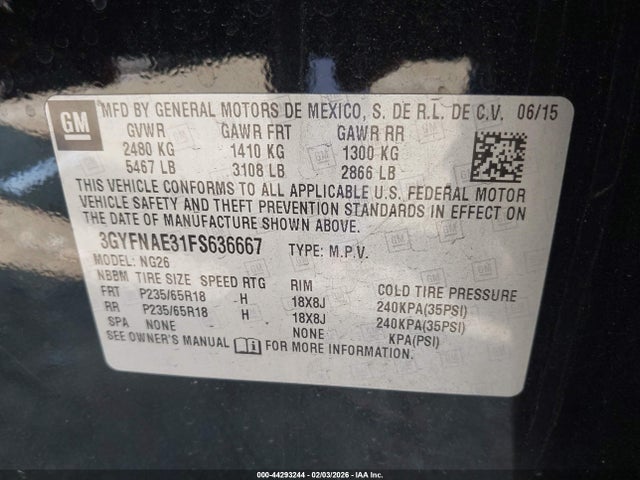 GM MFD BY GENERAL MOTORS DE MEXICO, S. DE R.L. DE C.V. 06/15
GVWR GAWR FRT GAWR RR
2480 KG 1410 KG 1300 KG
5467 LB 3108 LB 2866 LB
THIS VEHICLE CONFORMS TO ALL APPLICABLE U.S. FEDERAL MOTOR
VEHICLE SAFETY AND THEFT PREVENTION STANDARDS IN EFFECT ON
THE DATE OF MANUFACTURE SHOWN ABOVE.
3GYFNAE31FS636667 TYPE: M.P.V.
MODEL: NG26
NBBM TIRE SIZE SPEED RTG RIM COLD TIRE PRESSURE
FRT P235/65R18 H 18X8J 240KPA(35PSI)
RR P235/65R18 H 18X8J 240KPA(35PSI)
SPA NONE NONE KPA(PSI)
SEE OWNER'S MANUAL FOR MORE INFORMATION.
000-44293244 - 02/03/2026 - IAA Inc.